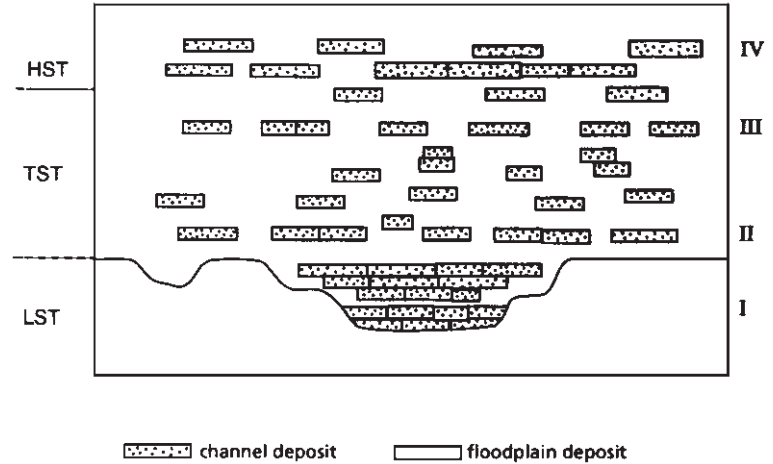 IV
HST
III
TST
II
I
LST
channel deposit
floodplain deposit